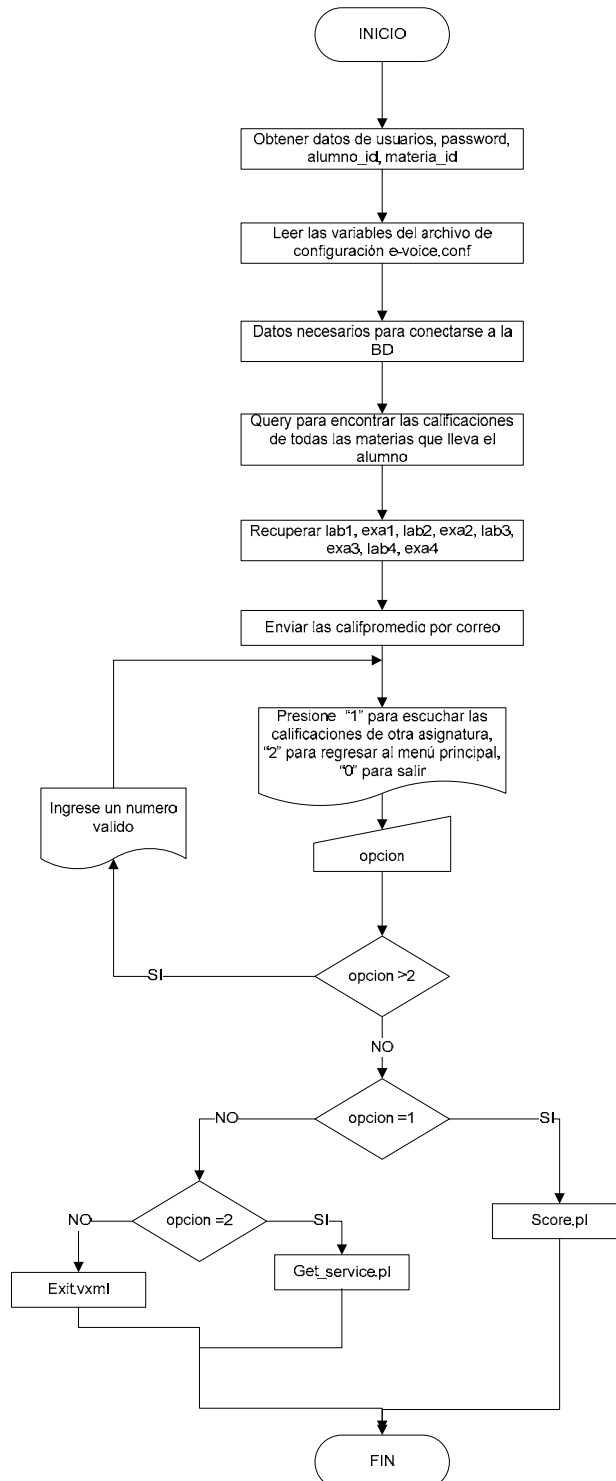 INICIO
Obtener datos de usuarios, password,
alumno_id, materia_id
Leer las variables del archivo de
configuración e-voice.conf
Datos necesarios para conectarse a la
BD
Query para encontrar las calificaciones
de todas las materias que lleva el
alumno
Recuperar lab1, exa1, lab2, exa2, lab3,
exa3, lab4, exa4
Enviar las califpromedio por correo
Presione "1" para escuchar las
calificaciones de otra asignatura,
"2" para regresar al menú principal,
"0" para salir
Ingrese un numero
valido
opcion
opcion >2
SI
NO
opcion =1
NO
SI
opcion =2
NO
SI
Score.pl
Get_service.pl
Exit.vxml
FIN